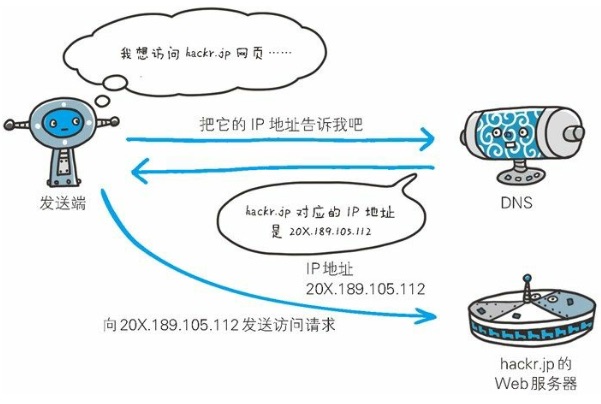 我想访问 hackr.jp 网页……
把它的 IP 地址告诉我吧
发送端
DNS
hackr.jp 对应的 IP 地址
是 20X.189.105.112
IP 地址
20X.189.105.112
向 20X.189.105.112 发送访问请求
hackr.jp 的
Web 服务器